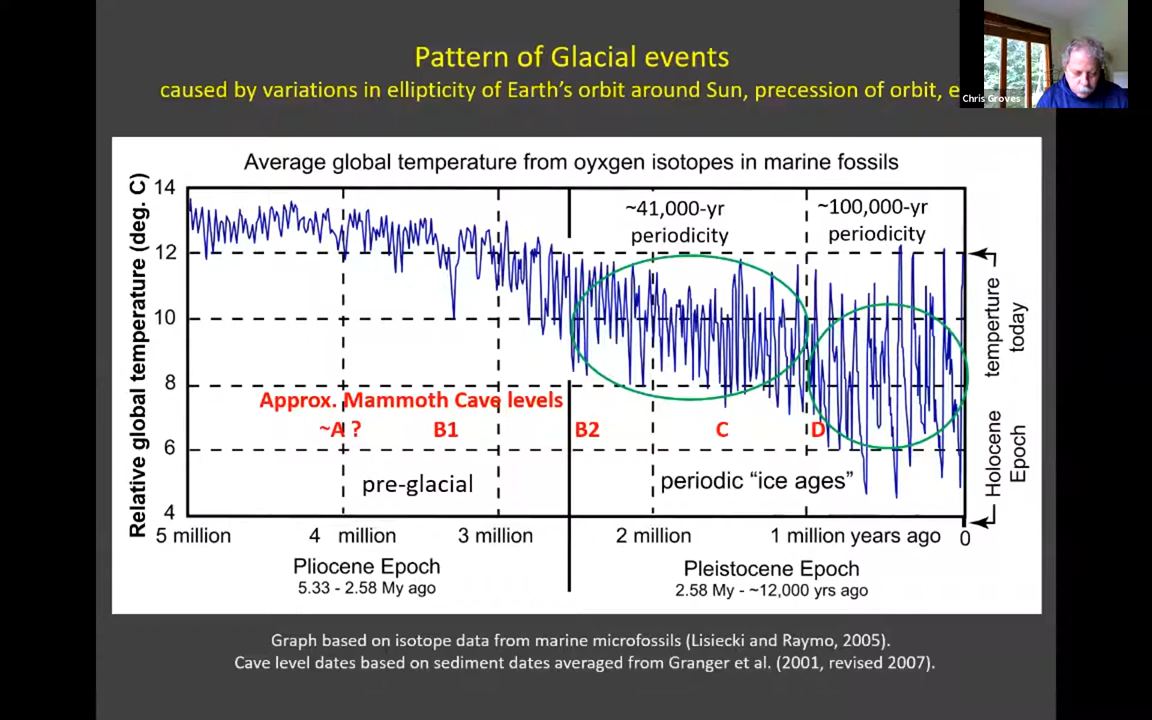 Pattern of Glacial events
caused by variations in ellipticity of Earth's orbit around Sun, precession of orbit, e
Chris Groves
Average global temperature from oyxgen isotopes in marine fossils
Relative global temperature (deg. C)
14
12
10
8
6
4
~41,000-yr
periodicity
~100,000-yr
periodicity
temperture
today
Holocene
Epoch
Approx. Mammoth Cave levels
~A ?
B1
B2
C
D
pre-glacial
periodic “ice ages”
5 million
4 million
3 million
2 million
1 million years ago
0
Pliocene Epoch
5.33 - 2.58 My ago
Pleistocene Epoch
2.58 My - ~12,000 yrs ago
Graph based on isotope data from marine microfossils (Lisiecki and Raymo, 2005).
Cave level dates based on sediment dates averaged from Granger et al. (2001, revised 2007).